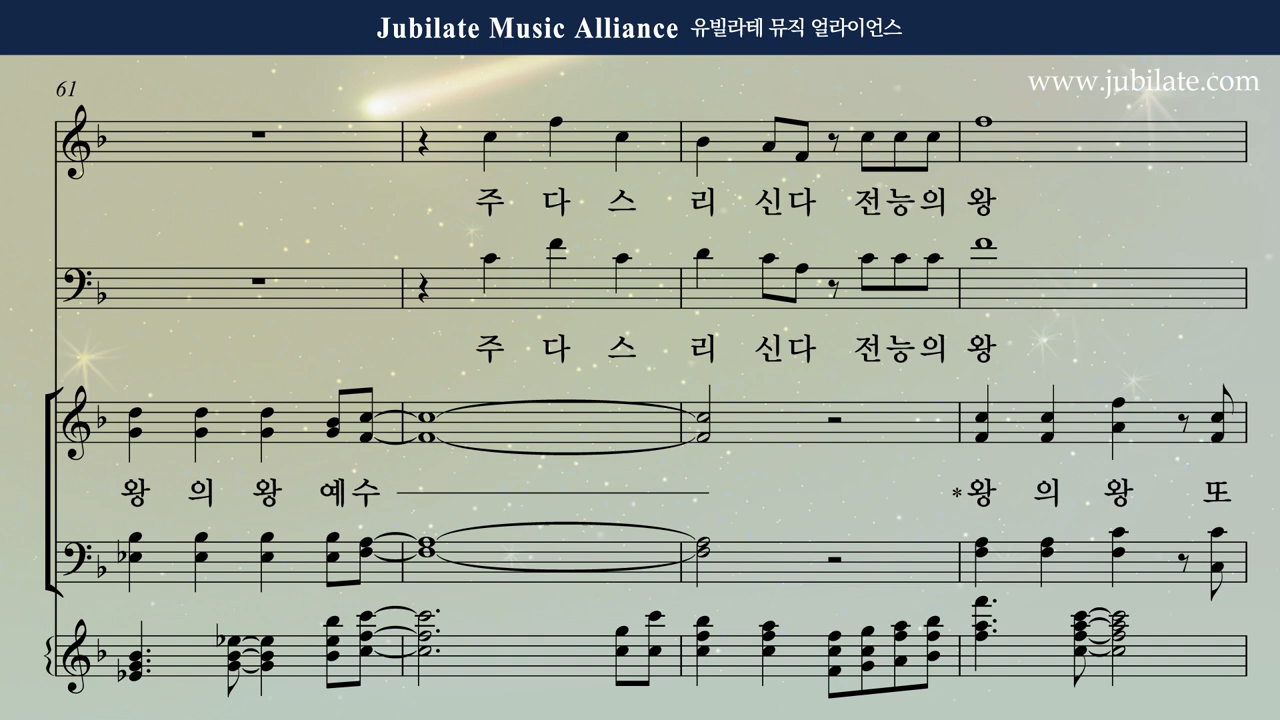 Jubilate Music Alliance 유빌라테 뮤직 얼라이언스
www.jubilate.com
61
주 다 스 리 신다 전능의 왕
주 다 스 리 신다 전능의 왕
왕 의 왕 예수 *왕 의 왕 또